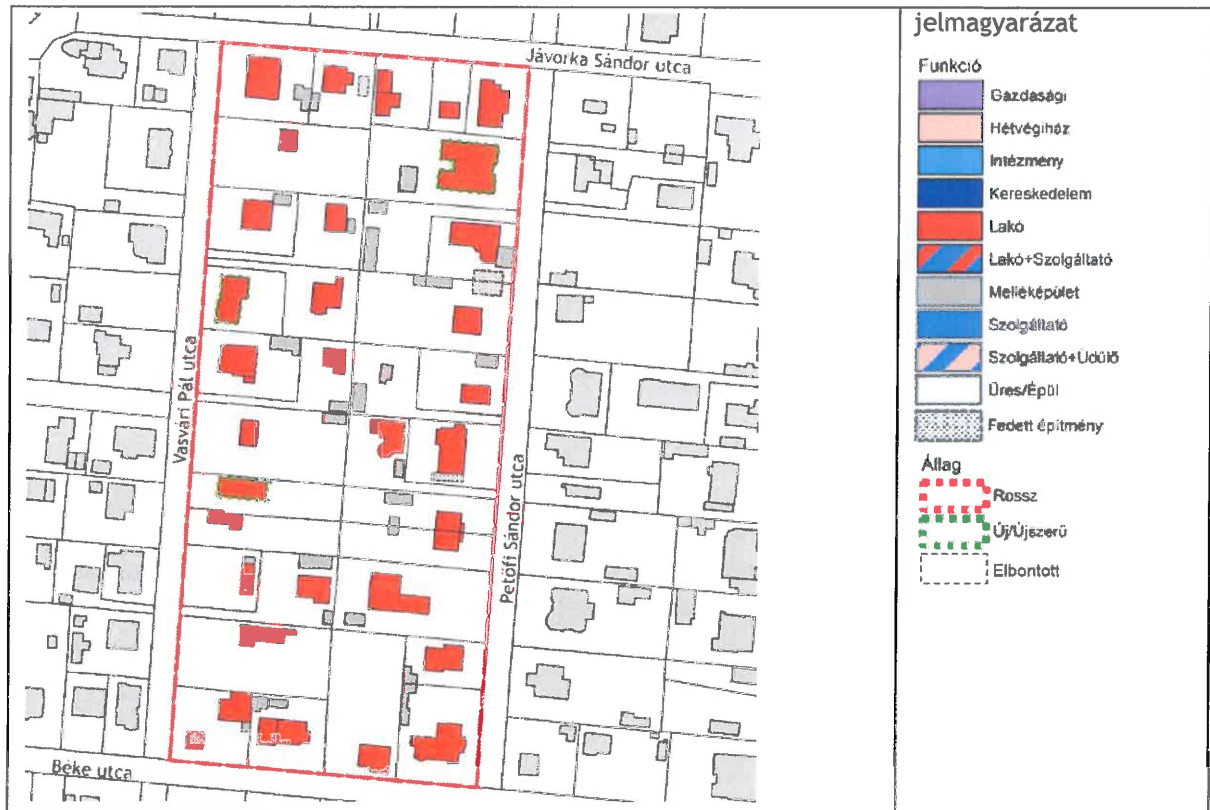 jelmagyarázat
Jávorka Sándor utca
Funkció
Gazdasági
Hétvégiház
Intézmény
Kereskedelem
Lakó
Lakó+Szolgáltató
Melléképület
Szolgáltató
Szolgáltató+Üdülő
Üres/Épül
Fedett építmény
Állag
Rossz
Új/Újszerű
Elbontott
Vasvári Pál utca
Petőfi Sándor utca
Béke utca